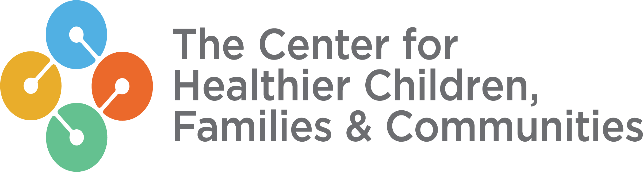 The Center for
Healthier Children,
Families & Communities